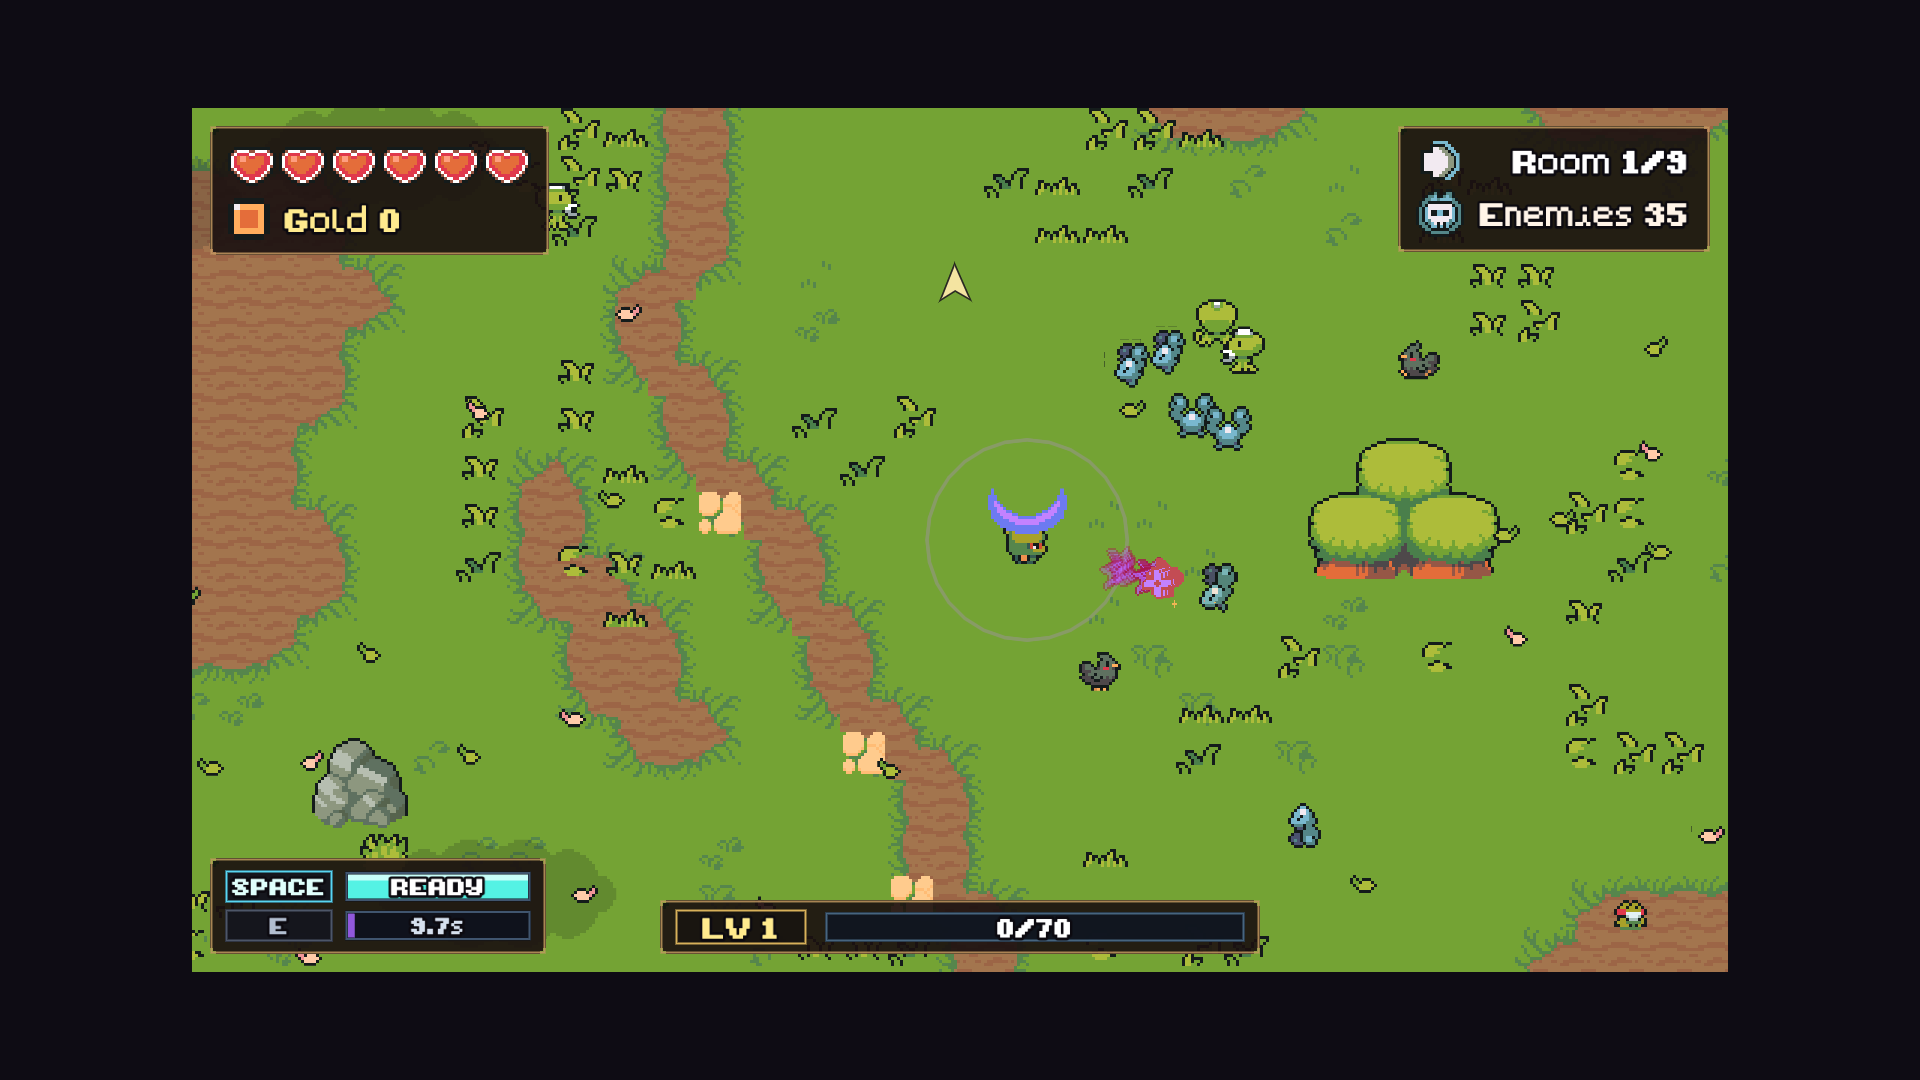 Gold 0
Room 1/9
Enemies 35
SPACE READY
E 9.7s
LV 1 0/70